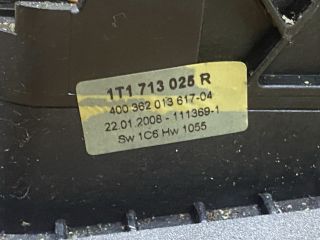 1T1 713 025 R
400 362 013 617-04
22.01.2008 - 111369-1
Sw 1C6 Hw 1055